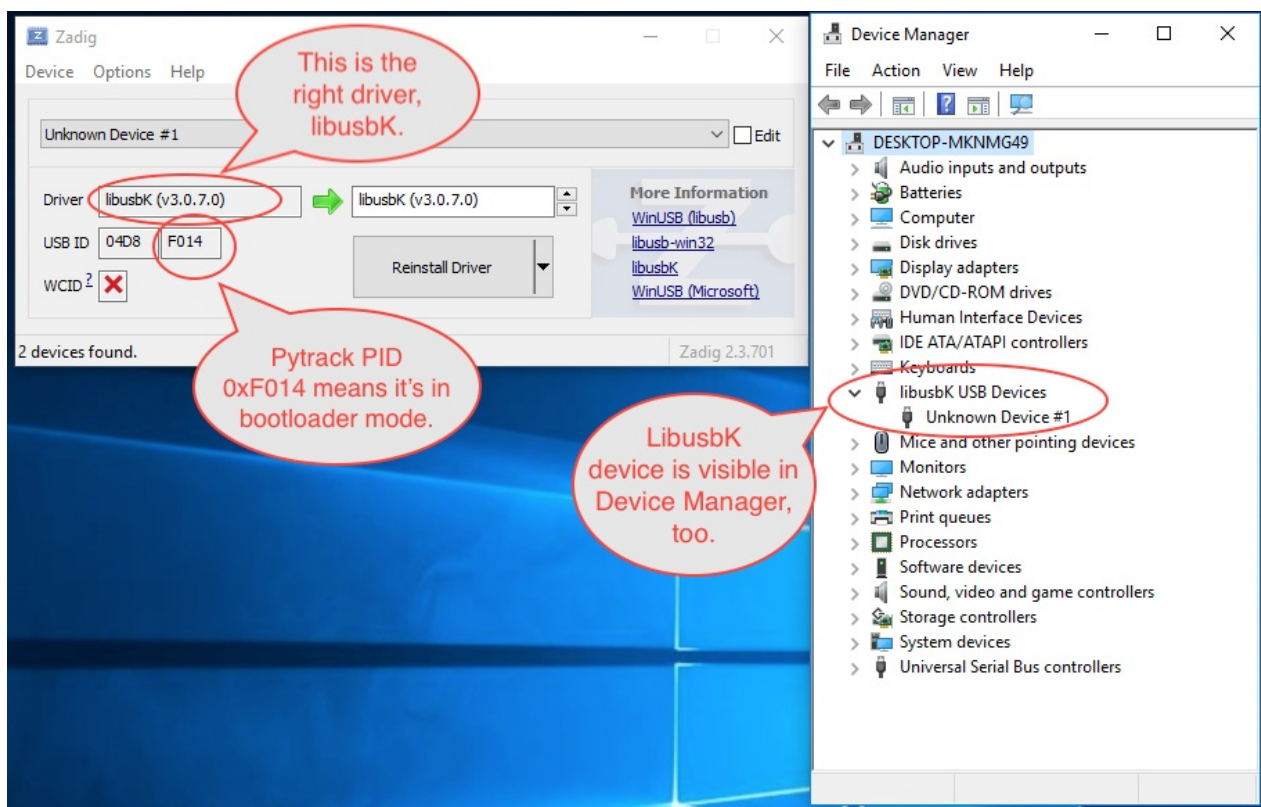 Zadig
Device Options Help
This is the
right driver,
libusbK.
Unknown Device #1
Edit
Driver libusbK (v3.0.7.0) libusbK (v3.0.7.0)
USB ID 04D8 F014
WCID ?
Reinstall Driver
More Information
WinUSB (libusb)
libusb-win32
libusbK
WinUSB (Microsoft)
2 devices found.
Zadig 2.3.701
Pytrack PID
0xF014 means it's in
bootloader mode.
LibusbK
device is visible in
Device Manager,
too.
Device Manager
File Action View Help
DESKTOP-MKNMG49
Audio inputs and outputs
Batteries
Computer
Disk drives
Display adapters
DVD/CD-ROM drives
Human Interface Devices
IDE ATA/ATAPI controllers
Keyboards
libusbK USB Devices
Unknown Device #1
Mice and other pointing devices
Monitors
Network adapters
Print queues
Processors
Software devices
Sound, video and game controllers
Storage controllers
System devices
Universal Serial Bus controllers